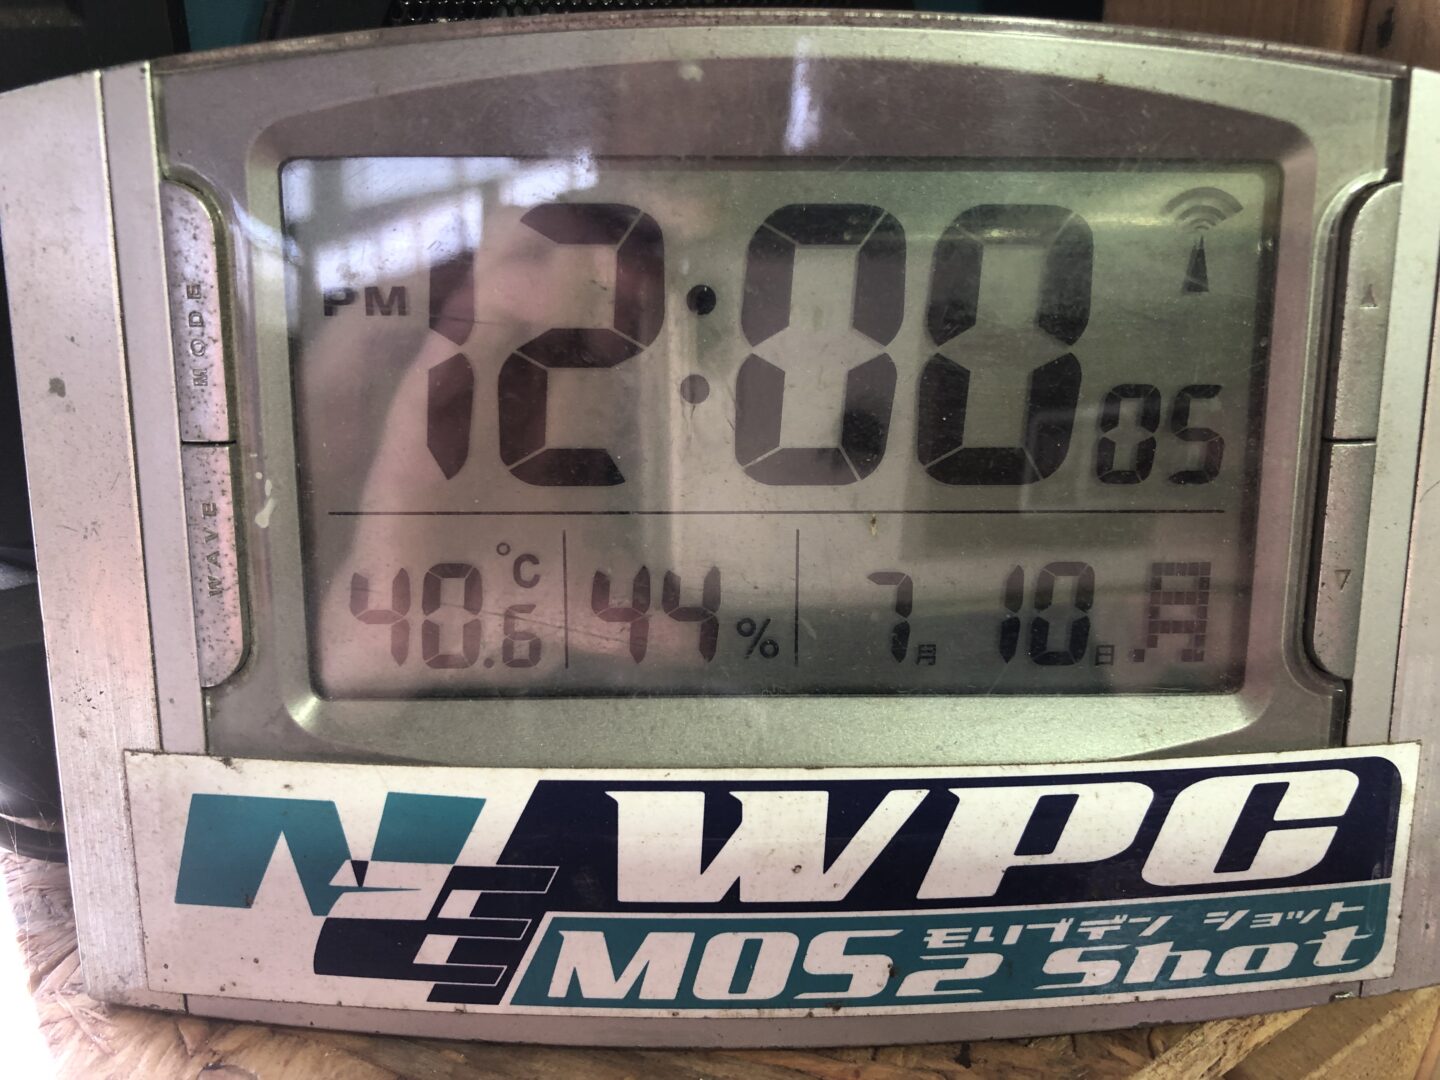 MODE
WAVE
PM 12:00 05
40.6 °C 44 % 7月 10日 月
NE WPC
モリブデン ショット
MOS2 Shot